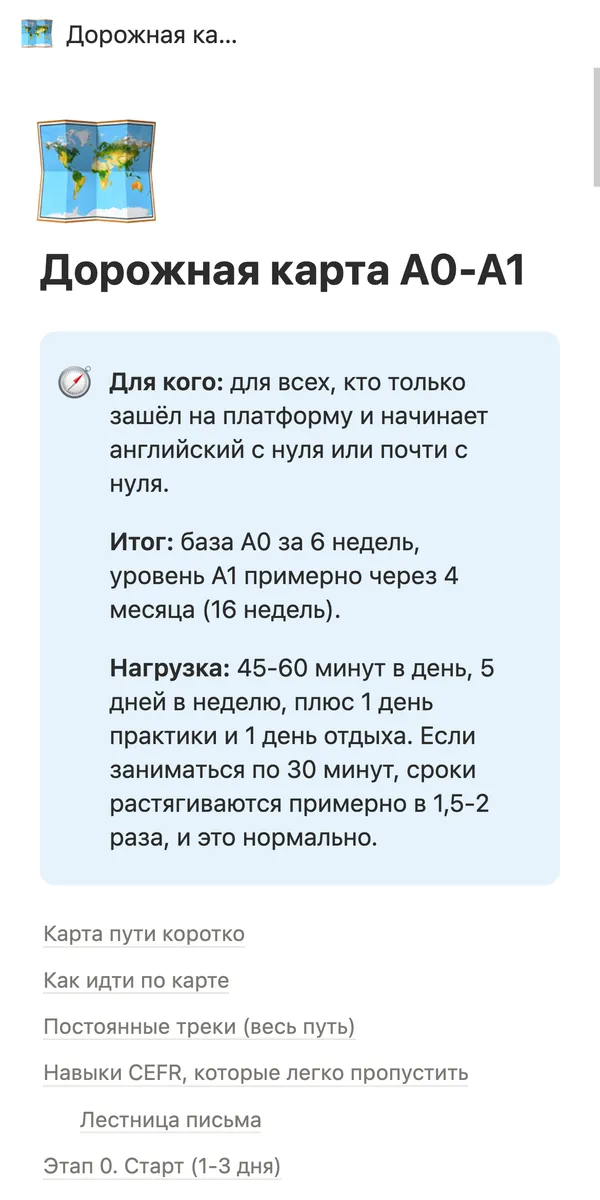 Дорожная ка...
Дорожная карта А0-А1
Для кого: для всех, кто только
зашёл на платформу и начинает
английский с нуля или почти с
нуля.
Итог: база А0 за 6 недель,
уровень А1 примерно через 4
месяца (16 недель).
Нагрузка: 45-60 минут в день, 5
дней в неделю, плюс 1 день
практики и 1 день отдыха. Если
заниматься по 30 минут, сроки
растягиваются примерно в 1,5-2
раза, и это нормально.
Карта пути коротко
Как идти по карте
Постоянные треки (весь путь)
Навыки CEFR, которые легко пропустить
Лестница письма
Этап 0. Старт (1-3 дня)